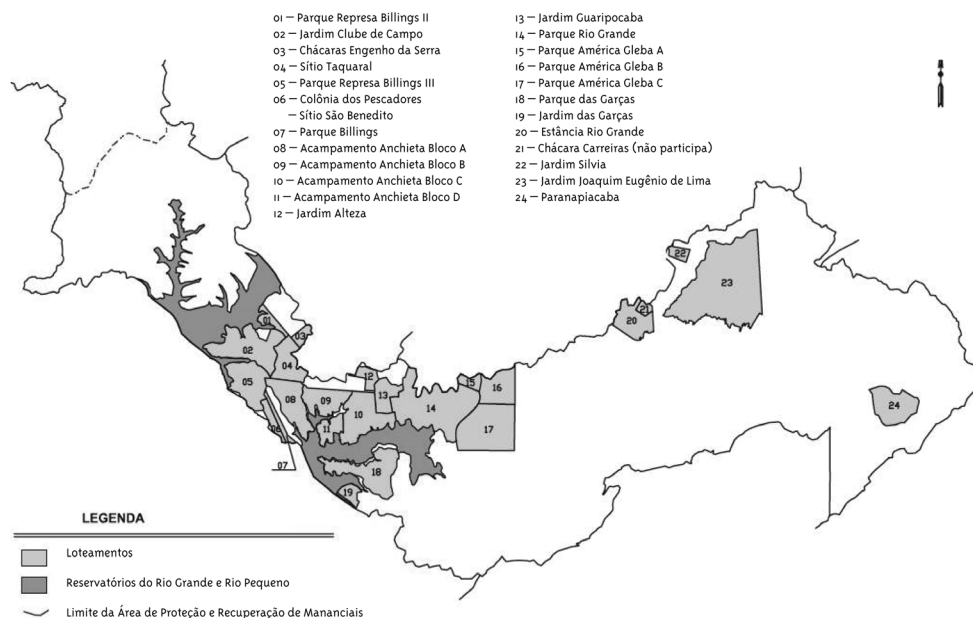 01 — Parque Represa Billings II
02 — Jardim Clube de Campo
03 — Chácaras Engenho da Serra
04 — Sítio Taquaral
05 — Parque Represa Billings III
06 — Colônia dos Pescadores
— Sítio São Benedito
07 — Parque Billings
08 — Acampamento Anchieta Bloco A
09 — Acampamento Anchieta Bloco B
10 — Acampamento Anchieta Bloco C
11 — Acampamento Anchieta Bloco D
12 — Jardim Alteza
13 — Jardim Guaripocaba
14 — Parque Rio Grande
15 — Parque América Gleba A
16 — Parque América Gleba B
17 — Parque América Gleba C
18 — Parque das Garças
19 — Jardim das Garças
20 — Estância Rio Grande
21 — Chácara Carreiras (não participa)
22 — Jardim Silvia
23 — Jardim Joaquim Eugênio de Lima
24 — Paranapiacaba
22
23
21
20
01
03
02
04
05
12
15
16
13
08
09
10
14
24
06
11
17
07
18
19
LEGENDA
Loteamentos
Reservatórios do Rio Grande e Rio Pequeno
Limite da Área de Proteção e Recuperação de Mananciais